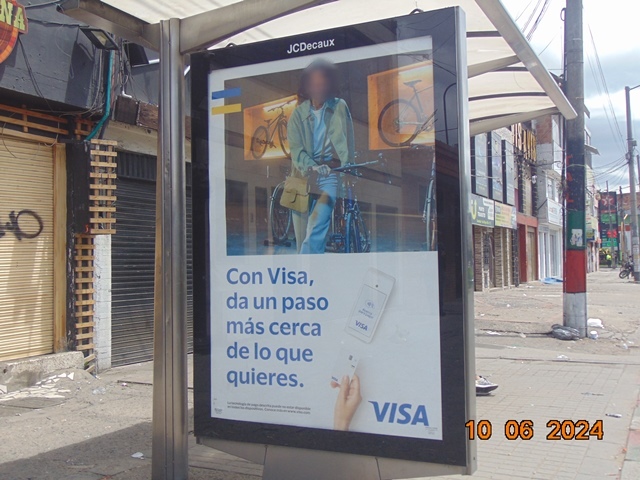 JCDecaux
Con Visa,
da un paso
más cerca
de lo que
quieres.
VISA
VISA
10 06 2024